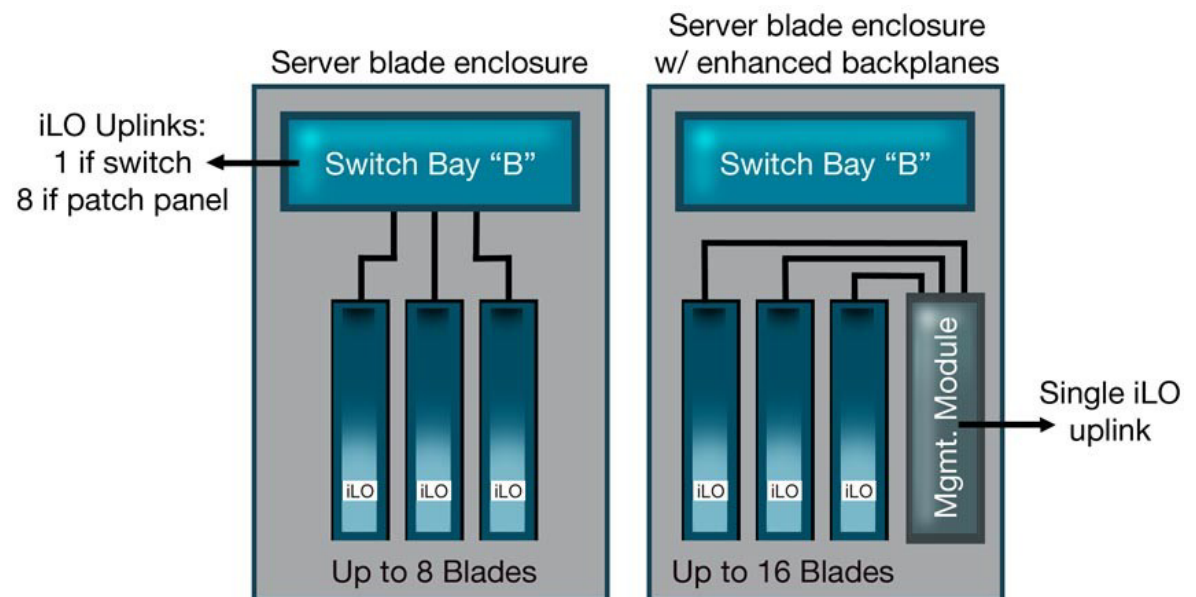 Server blade enclosure
iLO Uplinks:
1 if switch
8 if patch panel
Switch Bay “B”
iLO
iLO
iLO
Up to 8 Blades
Server blade enclosure
w/ enhanced backplanes
Switch Bay “B”
iLO
iLO
iLO
Mgmt. Module
Single iLO
uplink
Up to 16 Blades